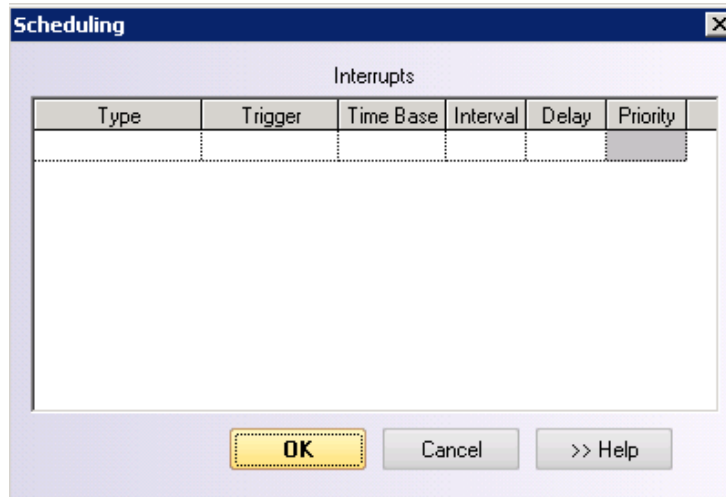 Scheduling
Interrupts
Type Trigger Time Base Interval Delay Priority
OK Cancel >> Help